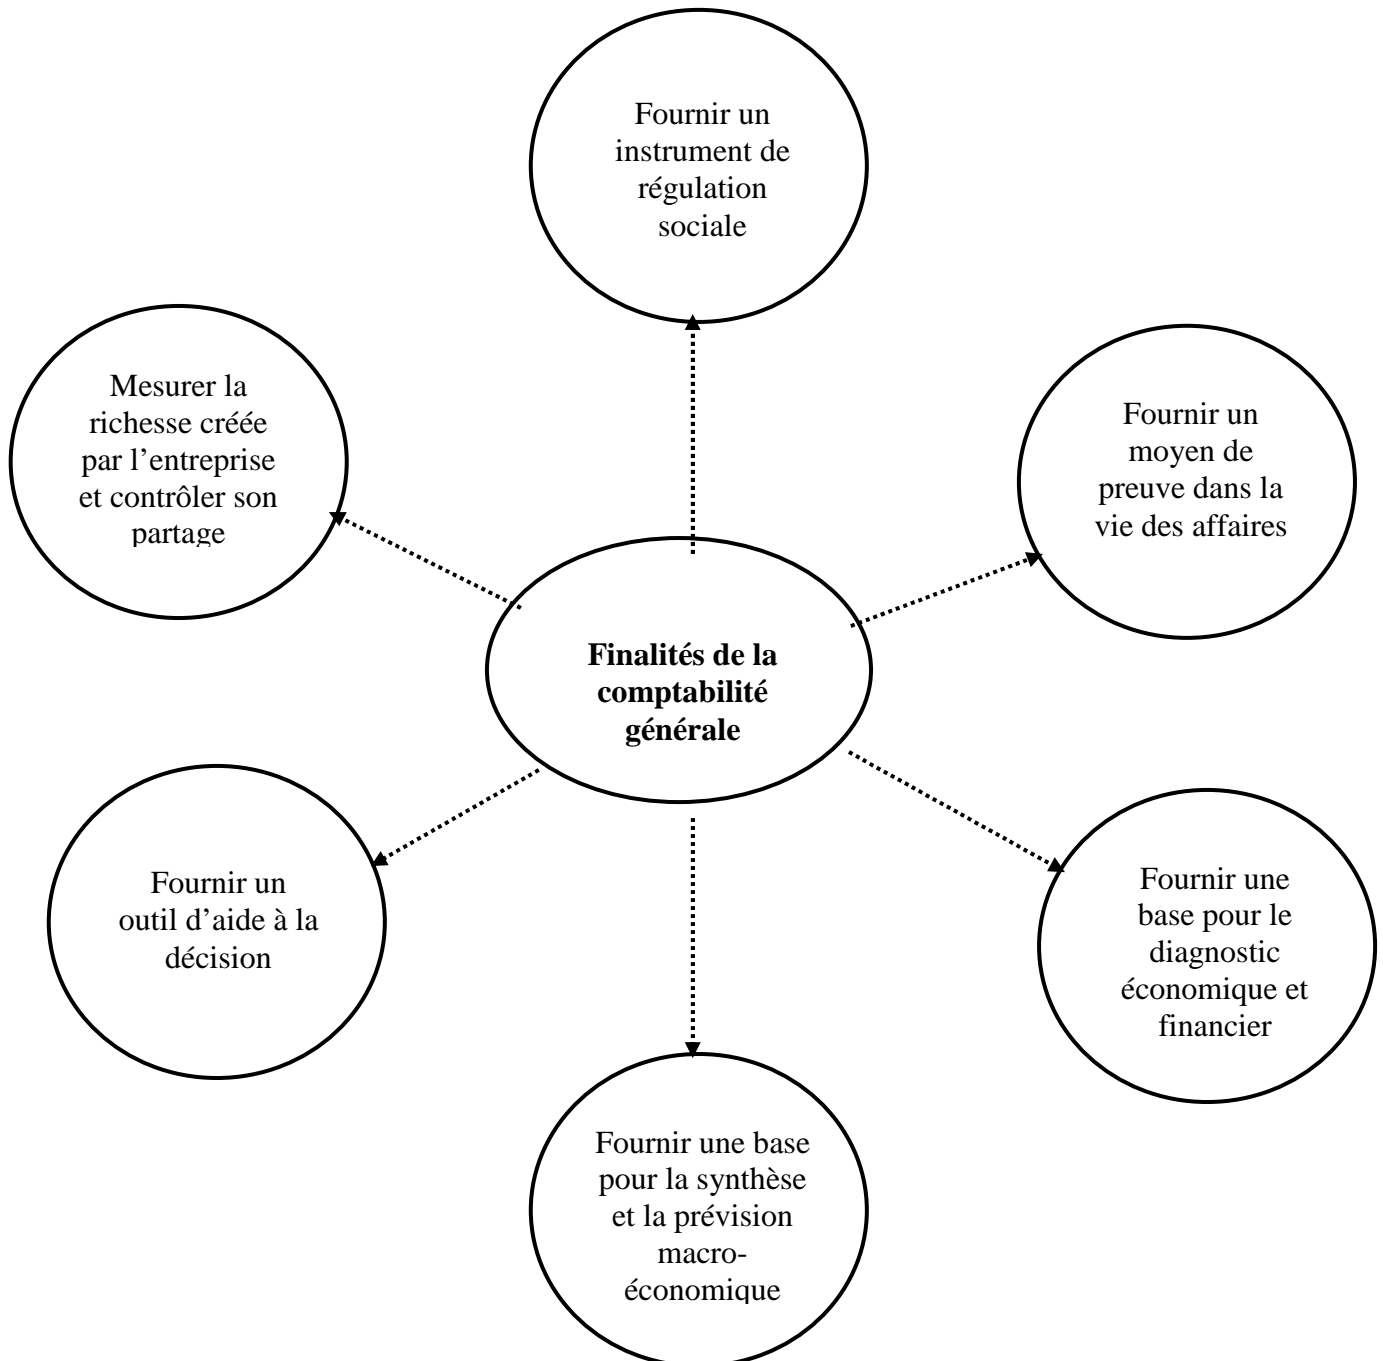 Fournir un
instrument de
régulation
sociale
Mesurer la
richesse créée
par l’entreprise
et contrôler son
partage
Fournir un
moyen de
preuve dans la
vie des affaires
Finalités de la
comptabilité
générale
Fournir un
outil d’aide à la
décision
Fournir une
base pour le
diagnostic
économique et
financier
Fournir une base
pour la synthèse
et la prévision
macro-
économique